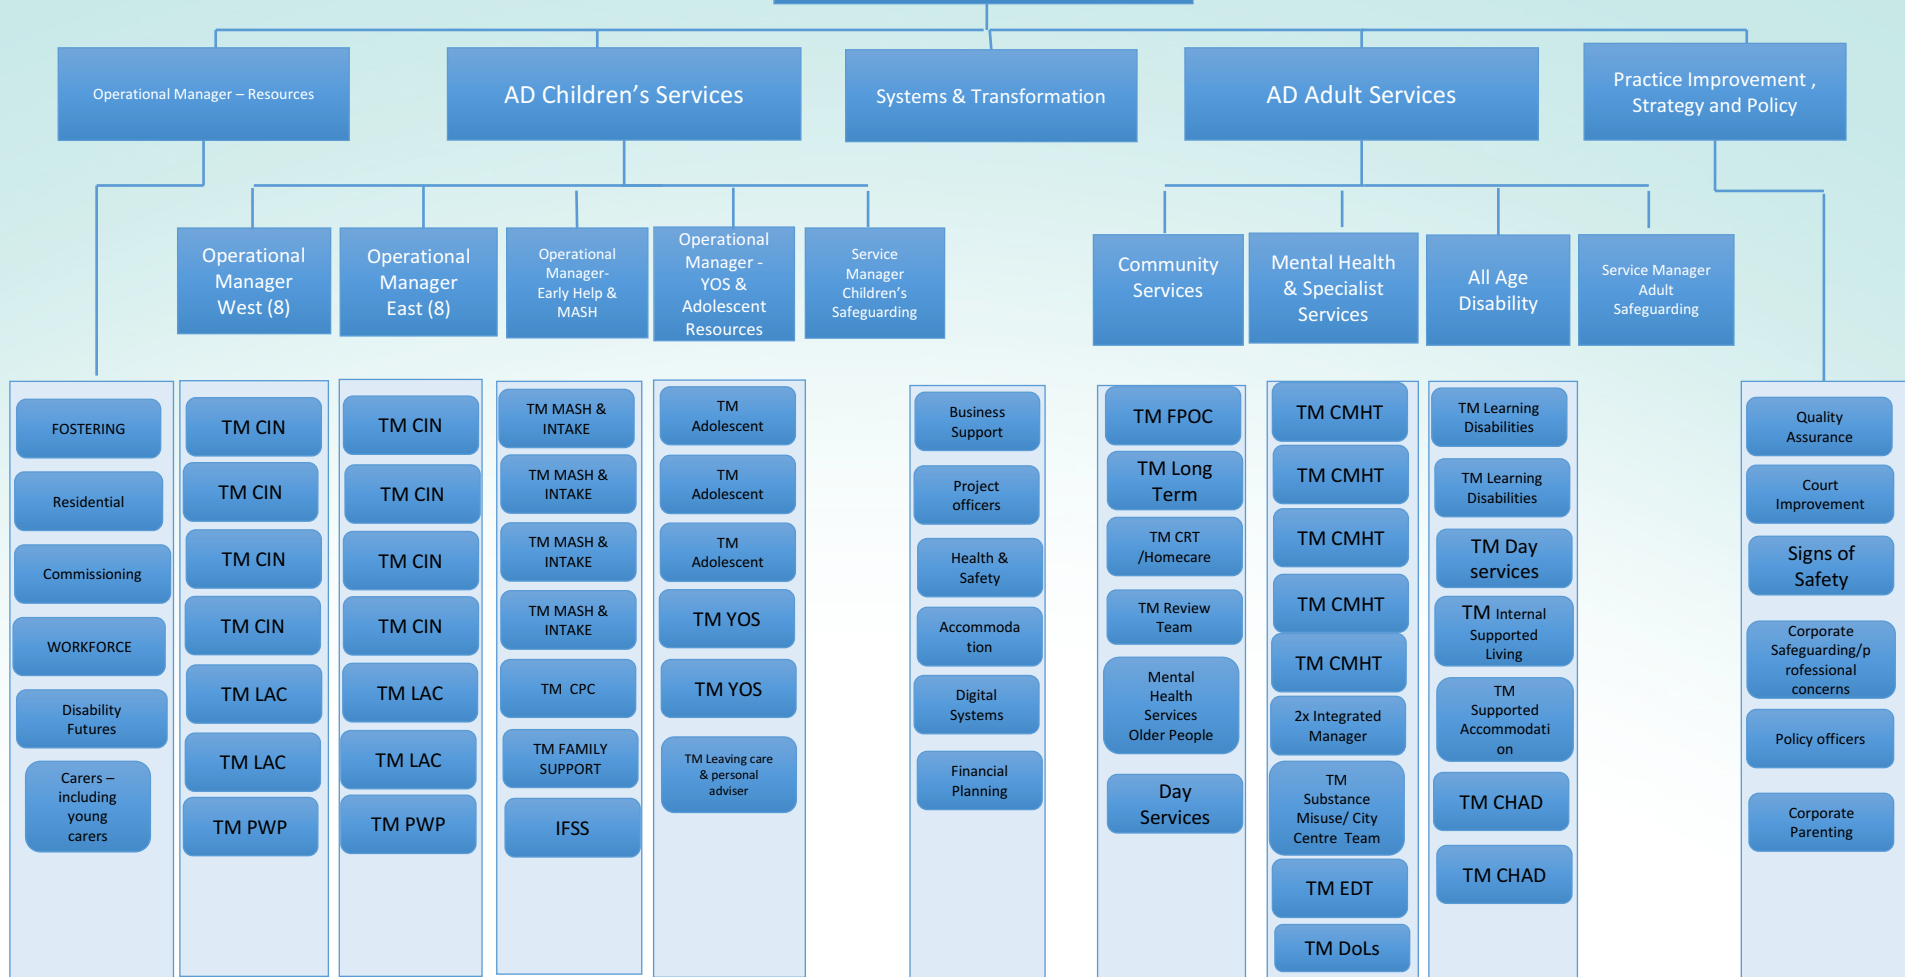 Operational Manager – Resources
AD Children's Services
Systems & Transformation
AD Adult Services
Practice Improvement ,
Strategy and Policy
Operational
Manager
West (8)
Operational
Manager
East (8)
Operational
Manager-
Early Help &
MASH
Operational
Manager -
YOS &
Adolescent
Resources
Service
Manager
Children's
Safeguarding
Community
Services
Mental Health
& Specialist
Services
All Age
Disability
Service Manager
Adult
Safeguarding
FOSTERING
Residential
Commissioning
WORKFORCE
Disability
Futures
Carers –
including
young
carers
TM CIN
TM CIN
TM CIN
TM CIN
TM LAC
TM LAC
TM PWP
TM CIN
TM CIN
TM CIN
TM CIN
TM LAC
TM LAC
TM PWP
TM MASH &
INTAKE
TM MASH &
INTAKE
TM MASH &
INTAKE
TM MASH &
INTAKE
TM CPC
TM FAMILY
SUPPORT
IFSS
TM
Adolescent
TM
Adolescent
TM
Adolescent
TM YOS
TM YOS
TM Leaving care
& personal
adviser
Business
Support
Project
officers
Health &
Safety
Accommoda
tion
Digital
Systems
Financial
Planning
TM FPOC
TM Long
Term
TM CRT
/Homecare
TM Review
Team
Mental
Health
Services
Older People
Day
Services
TM CMHT
TM CMHT
TM CMHT
TM CMHT
TM CMHT
2x Integrated
Manager
TM
Substance
Misuse/ City
Centre Team
TM EDT
TM DoLs
TM Learning
Disabilities
TM Learning
Disabilities
TM Day
services
TM Internal
Supported
Living
TM
Supported
Accommodati
on
TM CHAD
TM CHAD
Quality
Assurance
Court
Improvement
Signs of
Safety
Corporate
Safeguarding/p
rofessional
concerns
Policy officers
Corporate
Parenting